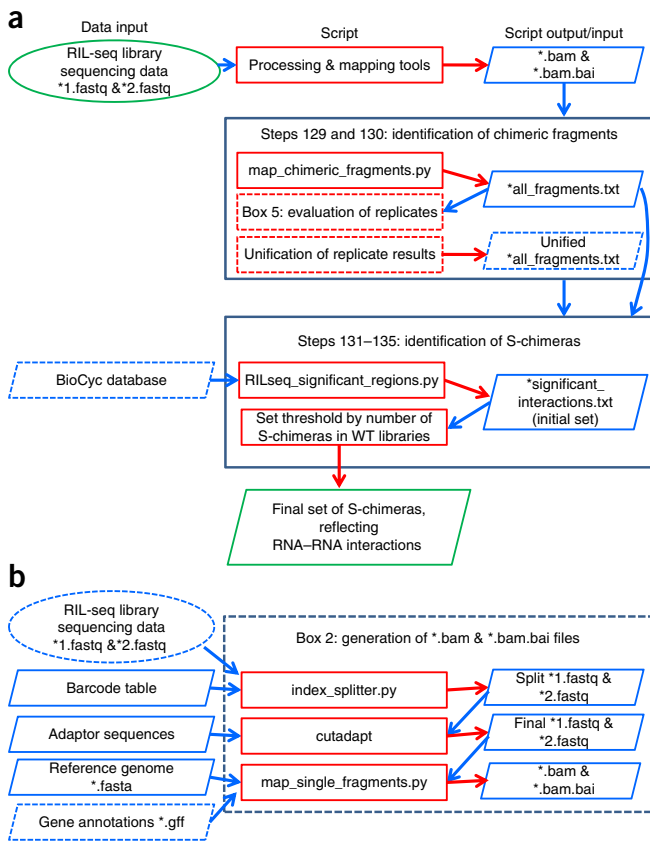 a
Data input
Script
Script output/input
RIL-seq library
sequencing data
*1.fastq &*2.fastq
Processing & mapping tools
*.bam &
*.bam.bai
Steps 129 and 130: identification of chimeric fragments
map_chimeric_fragments.py
*all_fragments.txt
Box 5: evaluation of replicates
Unification of replicate results
Unified
*all_fragments.txt
Steps 131–135: identification of S-chimeras
BioCyc database
RILseq_significant_regions.py
*significant_
interactions.txt
(initial set)
Set threshold by number of
S-chimeras in WT libraries
Final set of S-chimeras,
reflecting
RNA–RNA interactions
b
RIL-seq library
sequencing data
*1.fastq &*2.fastq
Box 2: generation of *.bam & *.bam.bai files
Barcode table
index_splitter.py
Split *1.fastq &
*2.fastq
Adaptor sequences
cutadapt
Final *1.fastq &
*2.fastq
Reference genome
*.fasta
map_single_fragments.py
*.bam &
*.bam.bai
Gene annotations *.gff